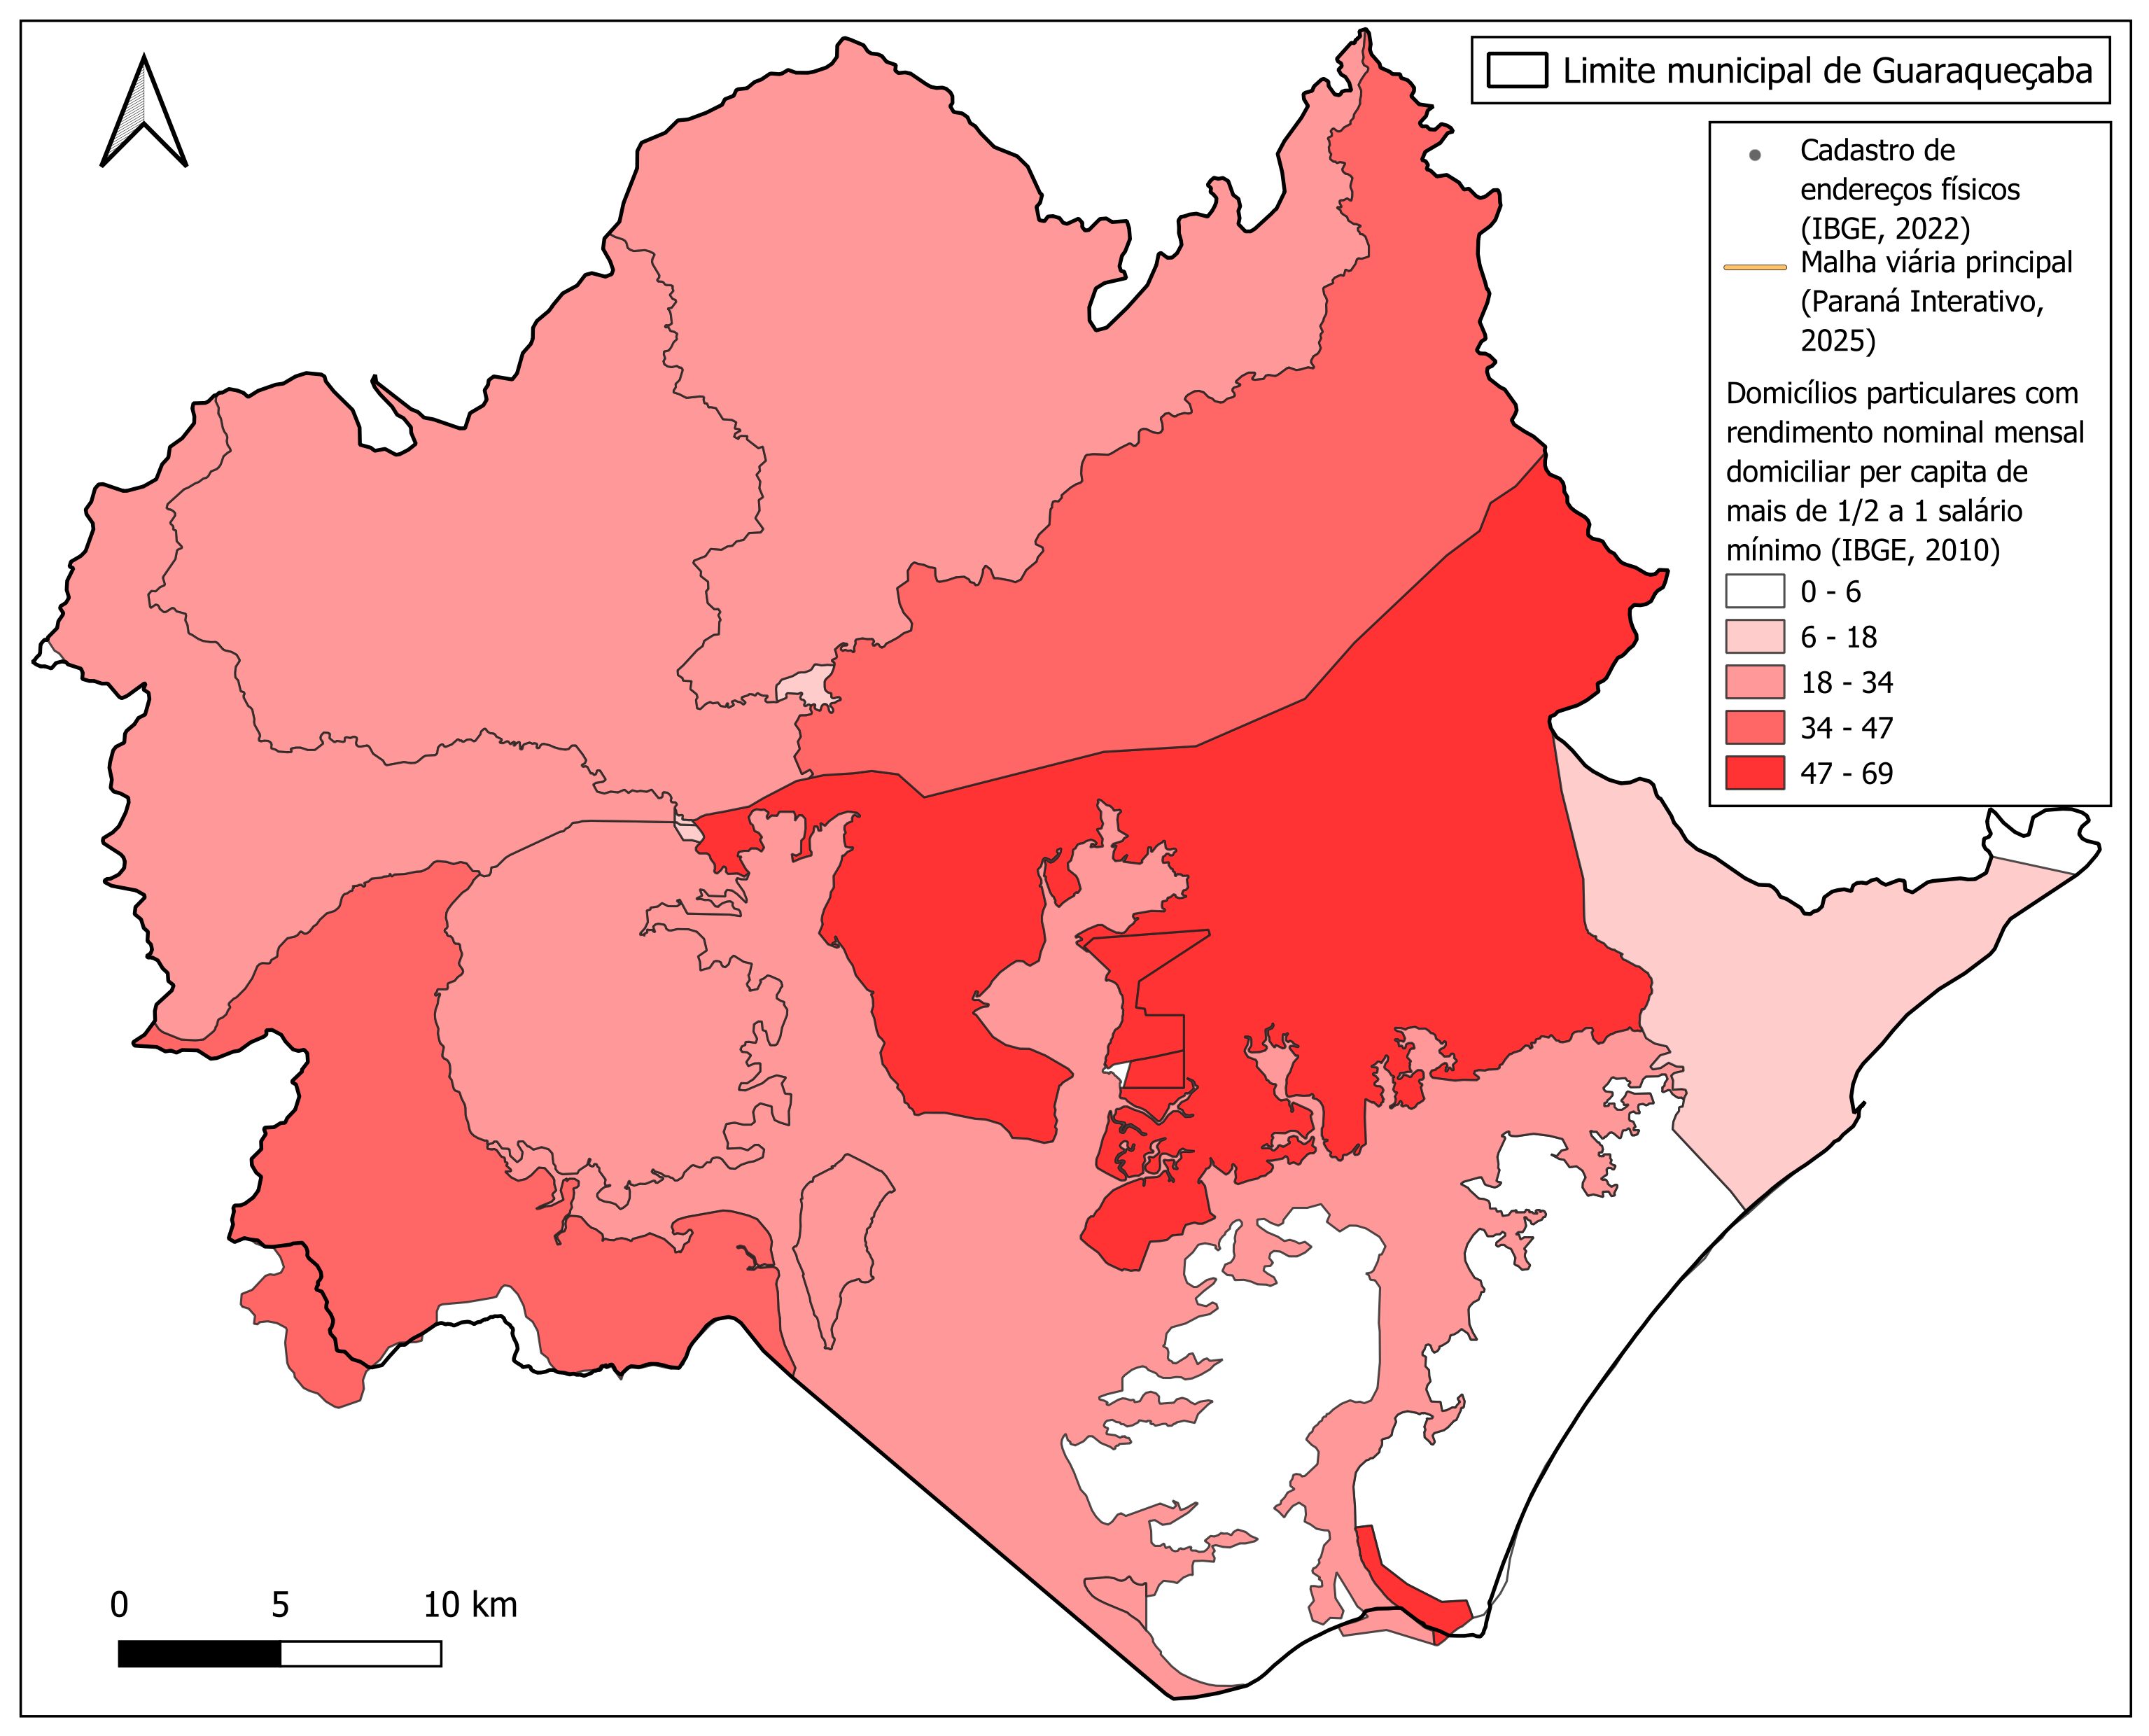 Limite municipal de Guaraqueçaba
Cadastro de
endereços físicos
(IBGE, 2022)
Malha viária principal
(Paraná Interativo,
2025)
Domicílios particulares com
rendimento nominal mensal
domiciliar per capita de
mais de 1/2 a 1 salário
mínimo (IBGE, 2010)
0 - 6
6 - 18
18 - 34
34 - 47
47 - 69
0 5 10 km